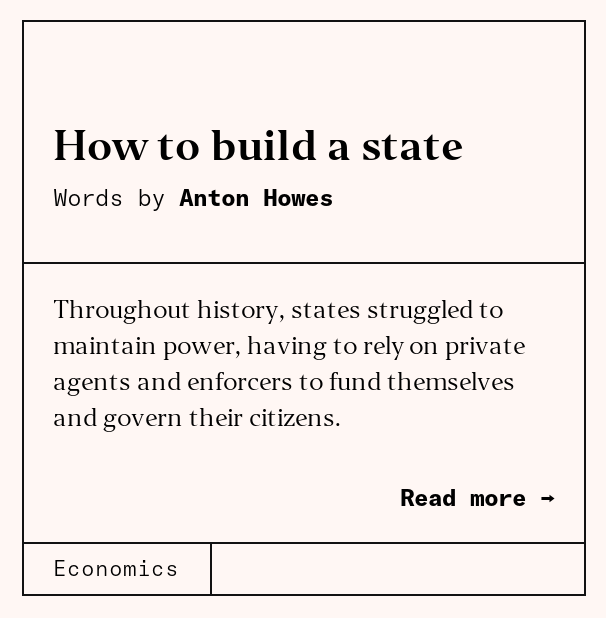 How to build a state
Words by Anton Howes
Throughout history, states struggled to
maintain power, having to rely on private
agents and enforcers to fund themselves
and govern their citizens.
Read more →
Economics